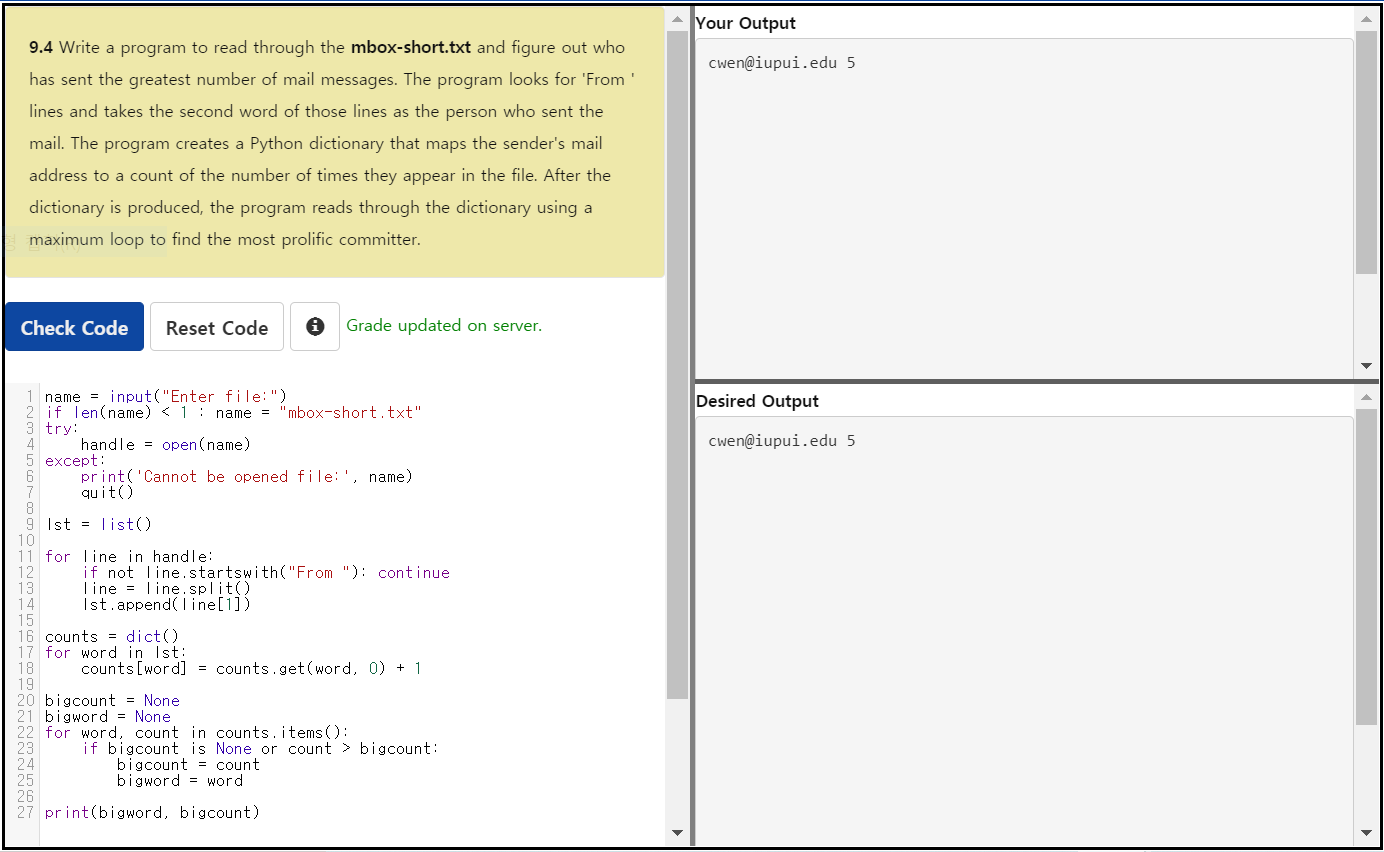 9.4 Write a program to read through the mbox-short.txt and figure out who
has sent the greatest number of mail messages. The program looks for 'From '
lines and takes the second word of those lines as the person who sent the
mail. The program creates a Python dictionary that maps the sender's mail
address to a count of the number of times they appear in the file. After the
dictionary is produced, the program reads through the dictionary using a
maximum loop to find the most prolific committer.
Check Code Reset Code Grade updated on server.
1 name = input("Enter file:")
2 if len(name) < 1 : name = "mbox-short.txt"
3 try:
4     handle = open(name)
5 except:
6     print('Cannot be opened file:', name)
7     quit()
8
9 lst = list()
10
11 for line in handle:
12     if not line.startswith("From "): continue
13     line = line.split()
14     lst.append(line[1])
15
16 counts = dict()
17 for word in lst:
18     counts[word] = counts.get(word, 0) + 1
19
20 bigcount = None
21 bigword = None
22 for word, count in counts.items():
23     if bigcount is None or count > bigcount:
24         bigcount = count
25         bigword = word
26
27 print(bigword, bigcount)
Your Output
cwen@iupui.edu 5
Desired Output
cwen@iupui.edu 5